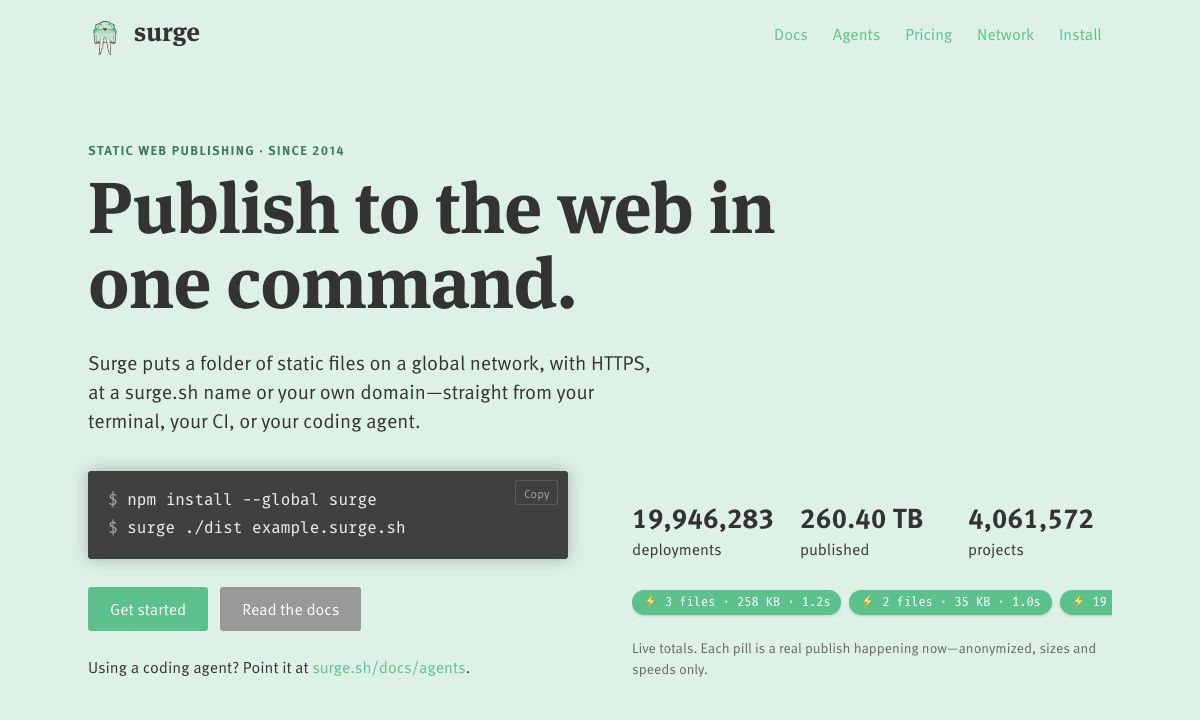 surge
Docs Agents Pricing Network Install
STATIC WEB PUBLISHING · SINCE 2014
Publish to the web in
one command.
Surge puts a folder of static files on a global network, with HTTPS,
at a surge.sh name or your own domain—straight from your
terminal, your CI, or your coding agent.
$ npm install --global surge
Copy
$ surge ./dist example.surge.sh
Get started Read the docs
Using a coding agent? Point it at surge.sh/docs/agents.
19,946,283 260.40 TB 4,061,572
deployments published projects
⚡ 3 files · 258 KB · 1.2s ⚡ 2 files · 35 KB · 1.0s ⚡ 19
Live totals. Each pill is a real publish happening now—anonymized, sizes and
speeds only.